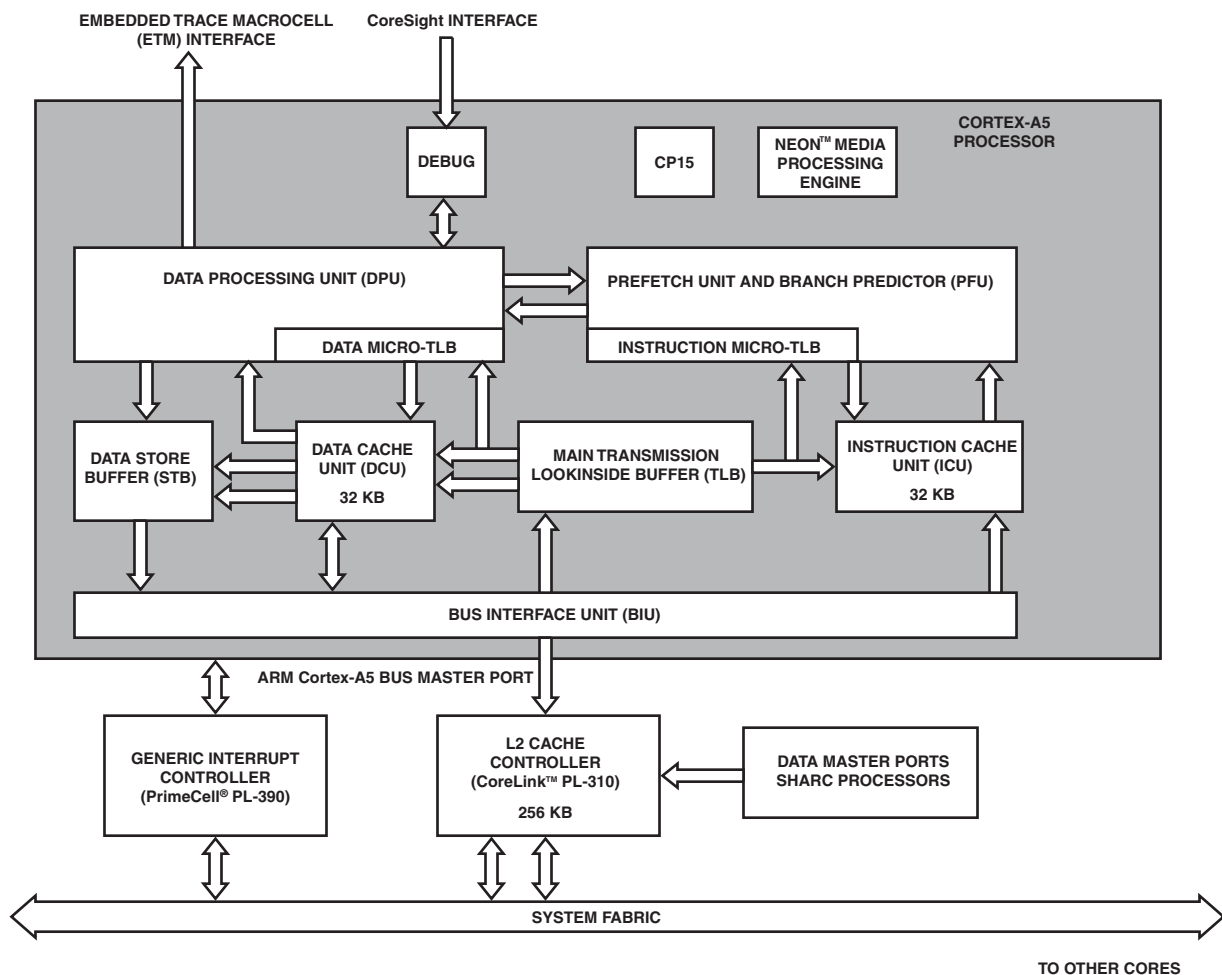 EMBEDDED TRACE MACROCELL
(ETM) INTERFACE
CoreSight INTERFACE
CORTEX-A5
PROCESSOR
DEBUG
CP15
NEON™ MEDIA
PROCESSING
ENGINE
DATA PROCESSING UNIT (DPU)
PREFETCH UNIT AND BRANCH PREDICTOR (PFU)
DATA MICRO-TLB
INSTRUCTION MICRO-TLB
DATA STORE
BUFFER (STB)
DATA CACHE
UNIT (DCU)
32 KB
MAIN TRANSMISSION
LOOKINSIDE BUFFER (TLB)
INSTRUCTION CACHE
UNIT (ICU)
32 KB
BUS INTERFACE UNIT (BIU)
ARM Cortex-A5 BUS MASTER PORT
GENERIC INTERRUPT
CONTROLLER
(PrimeCell® PL-390)
L2 CACHE
CONTROLLER
(CoreLink™ PL-310)
256 KB
DATA MASTER PORTS
SHARC PROCESSORS
SYSTEM FABRIC
TO OTHER CORES